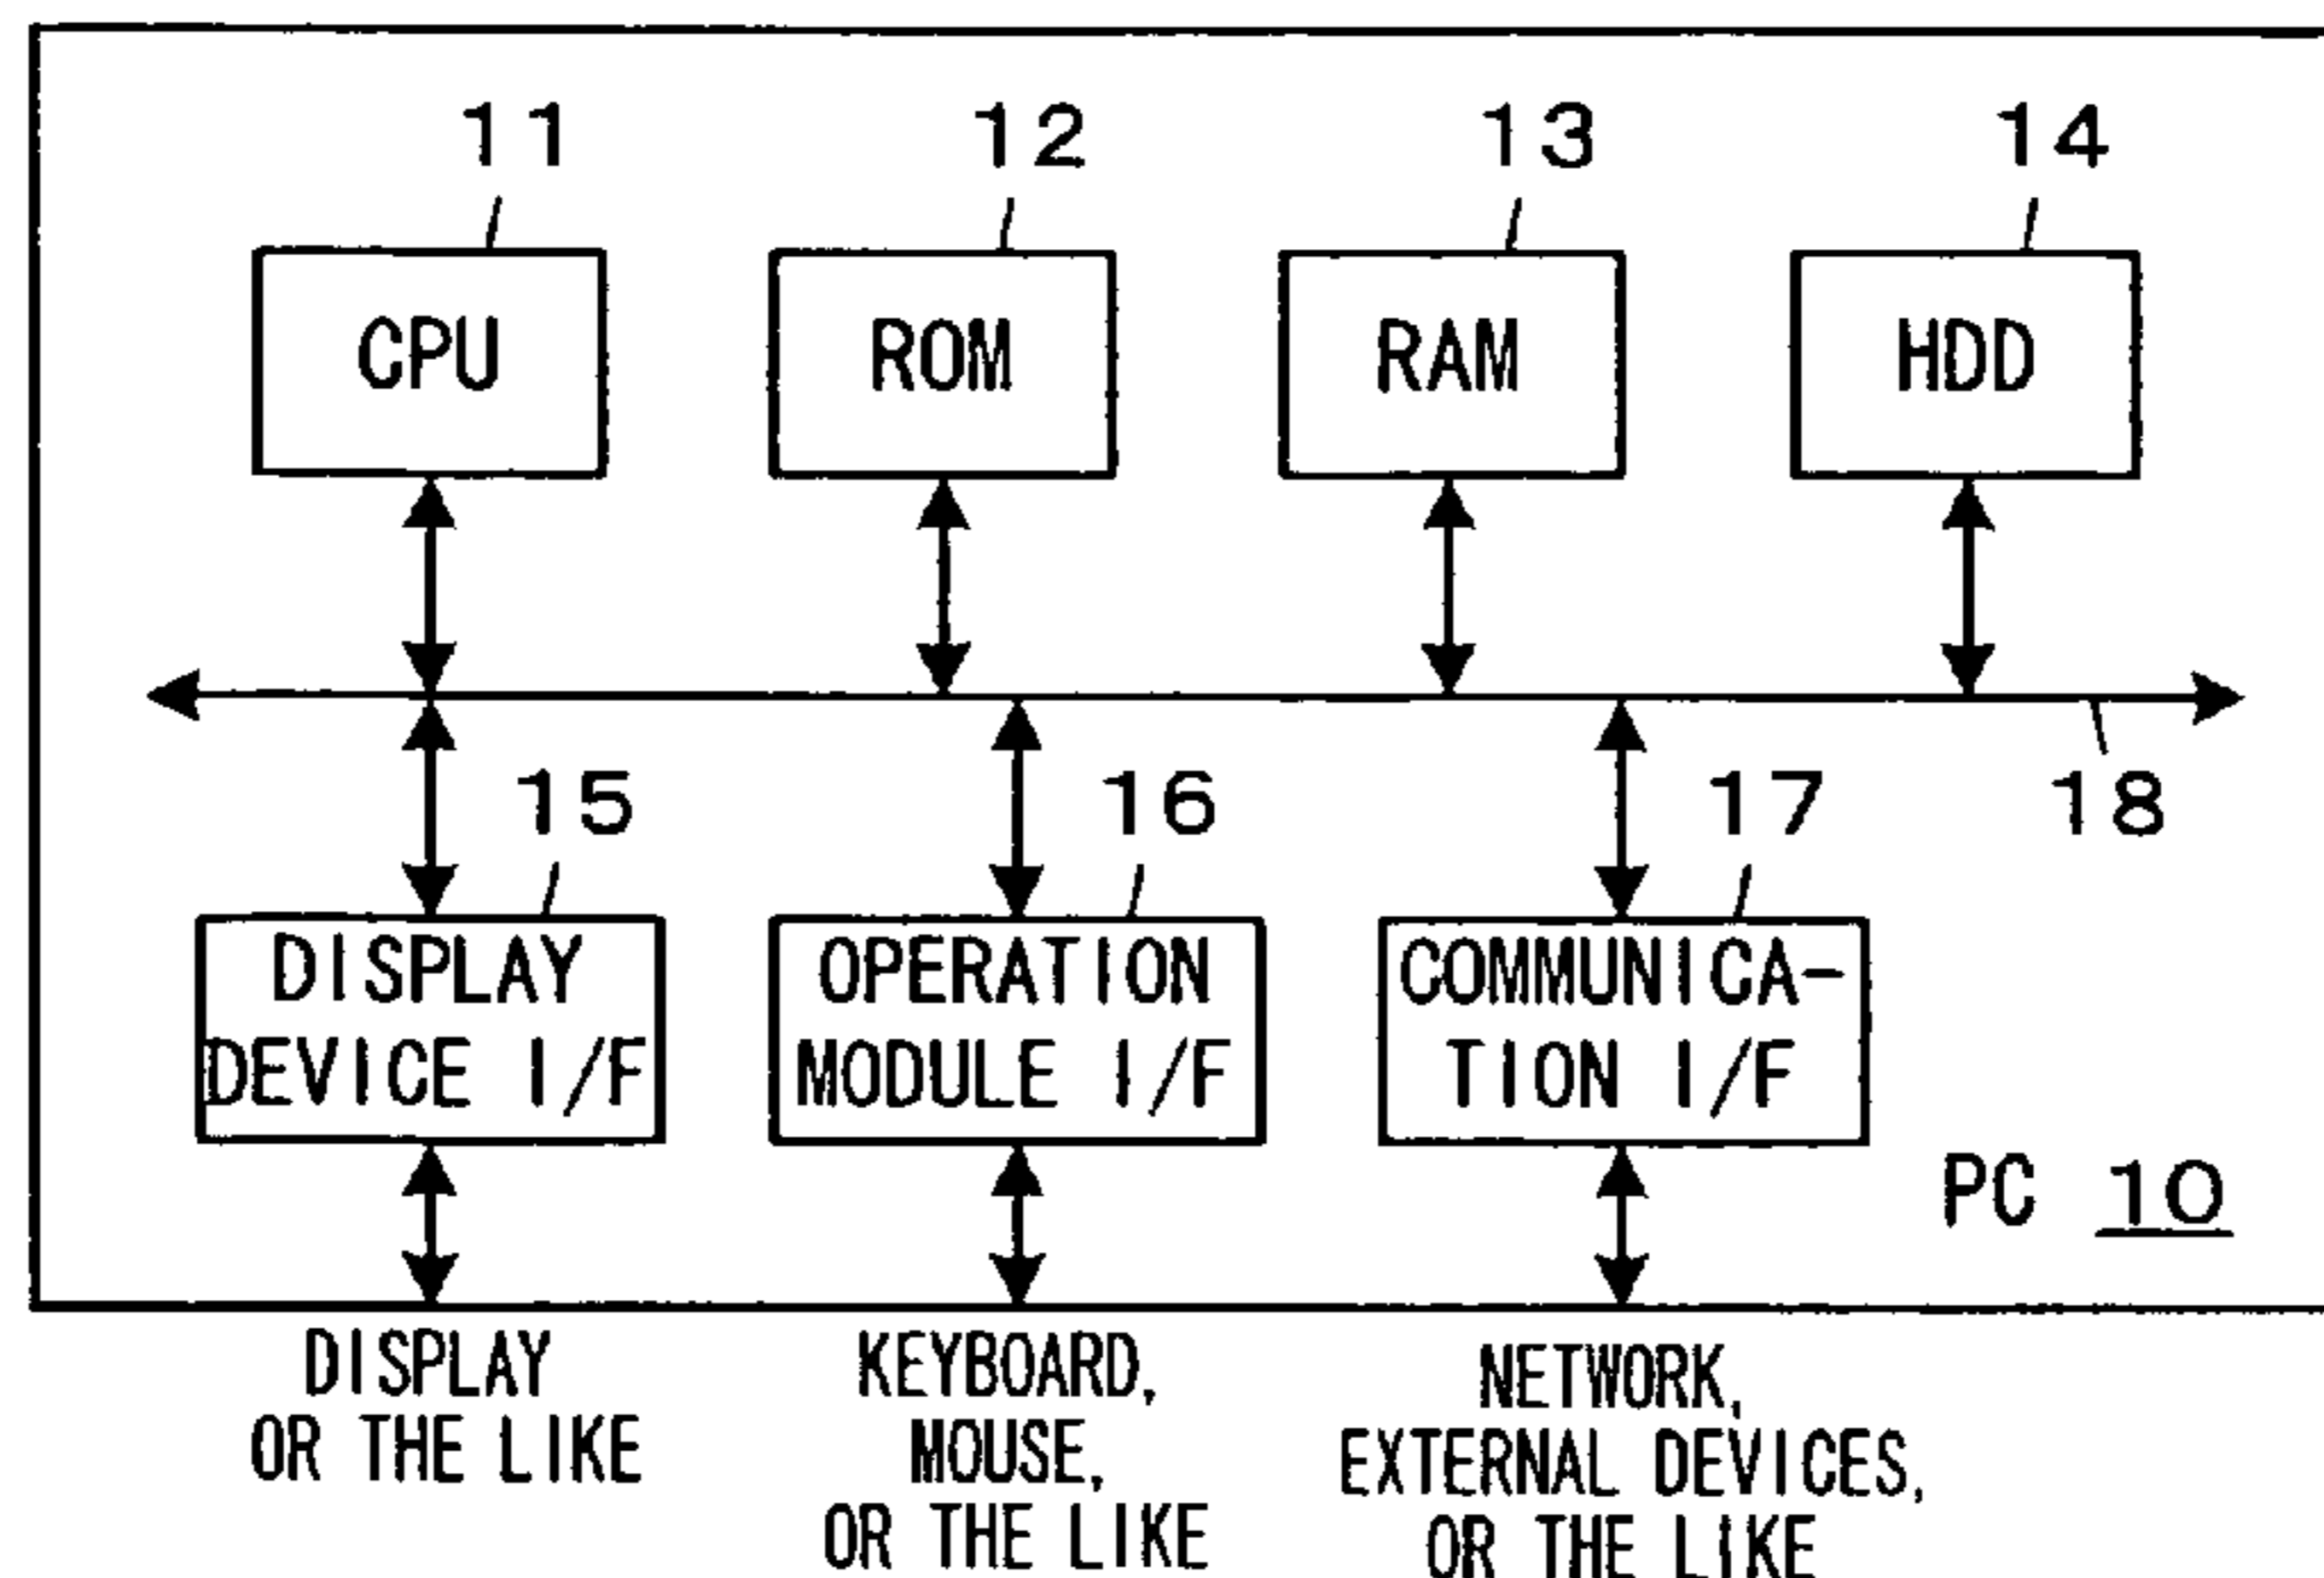 11 12 13 14
CPU ROM RAM HDD
15 16 17 18
DISPLAY
DEVICE I/F
OPERATION
MODULE I/F
COMMUNICA-
TION I/F
PC 10
DISPLAY
OR THE LIKE
KEYBOARD,
MOUSE,
OR THE LIKE
NETWORK,
EXTERNAL DEVICES,
OR THE LIKE